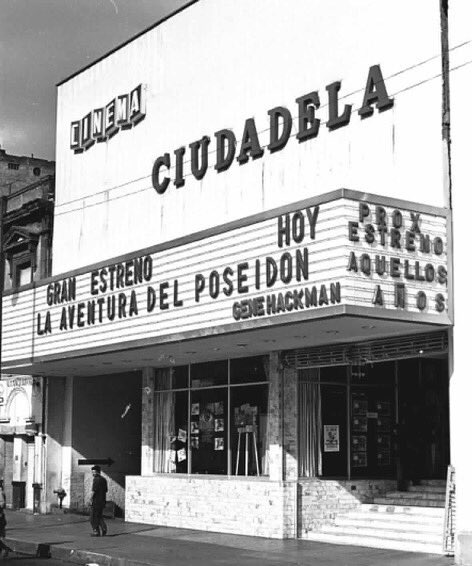 CINEMA
CIUDADELA
GRAN ESTRENO HOY
LA AVENTURA DEL POSEIDON
GENE HACKMAN
PROX
ESTRENO
AQUELLOS
AÑOS